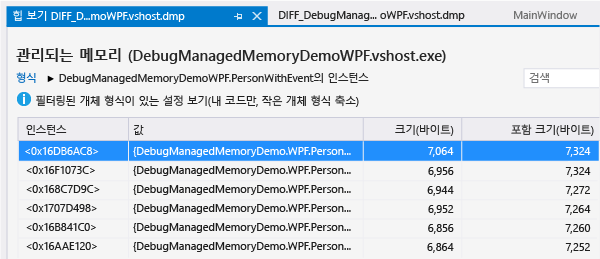 힙 보기 DIFF_D...moWPF.vshost.dmp DIFF_DebugManag... oWPF.vshost.dmp MainWindow
관리되는 메모리 (DebugManagedMemoryDemoWPF.vshost.exe)
형식 ▶ DebugManagedMemoryDemoWPF.PersonWithEvent의 인스턴스 검색
필터링된 개체 형식이 있는 설정 보기(내 코드만, 작은 개체 형식 축소)
인스턴스 값 크기(바이트) 포함 크기(바이트)
<0x16DB6AC8> {DebugManagedMemoryDemo.WPF.Person... 7,064 7,324
<0x16F1073C> {DebugManagedMemoryDemo.WPF.Person... 6,956 7,324
<0x168C7D9C> {DebugManagedMemoryDemo.WPF.Person... 6,944 7,272
<0x1707D498> {DebugManagedMemoryDemo.WPF.Person... 6,952 7,264
<0x16B841C0> {DebugManagedMemoryDemo.WPF.Person... 6,856 7,260
<0x16AAE120> {DebugManagedMemoryDemo.WPF.Person... 6,864 7,252